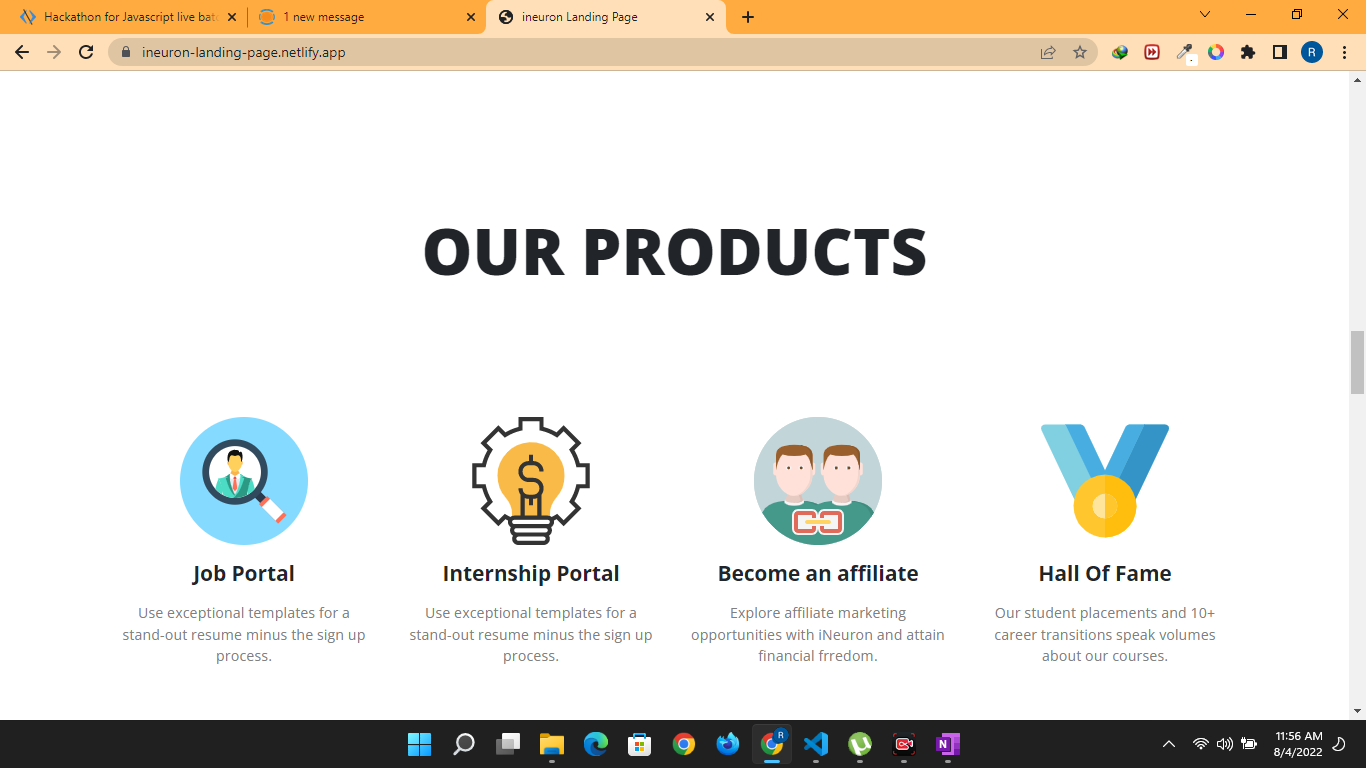 Hackathon for Javascript live bat
1 new message
ineuron Landing Page
ineuron-landing-page.netlify.app
R
OUR PRODUCTS
$
Job Portal
Use exceptional templates for a
stand-out resume minus the sign up
process.
Internship Portal
Use exceptional templates for a
stand-out resume minus the sign up
process.
Become an affiliate
Explore affiliate marketing
opportunities with iNeuron and attain
financial frredom.
Hall Of Fame
Our student placements and 10+
career transitions speak volumes
about our courses.
R
N
11:56 AM
8/4/2022